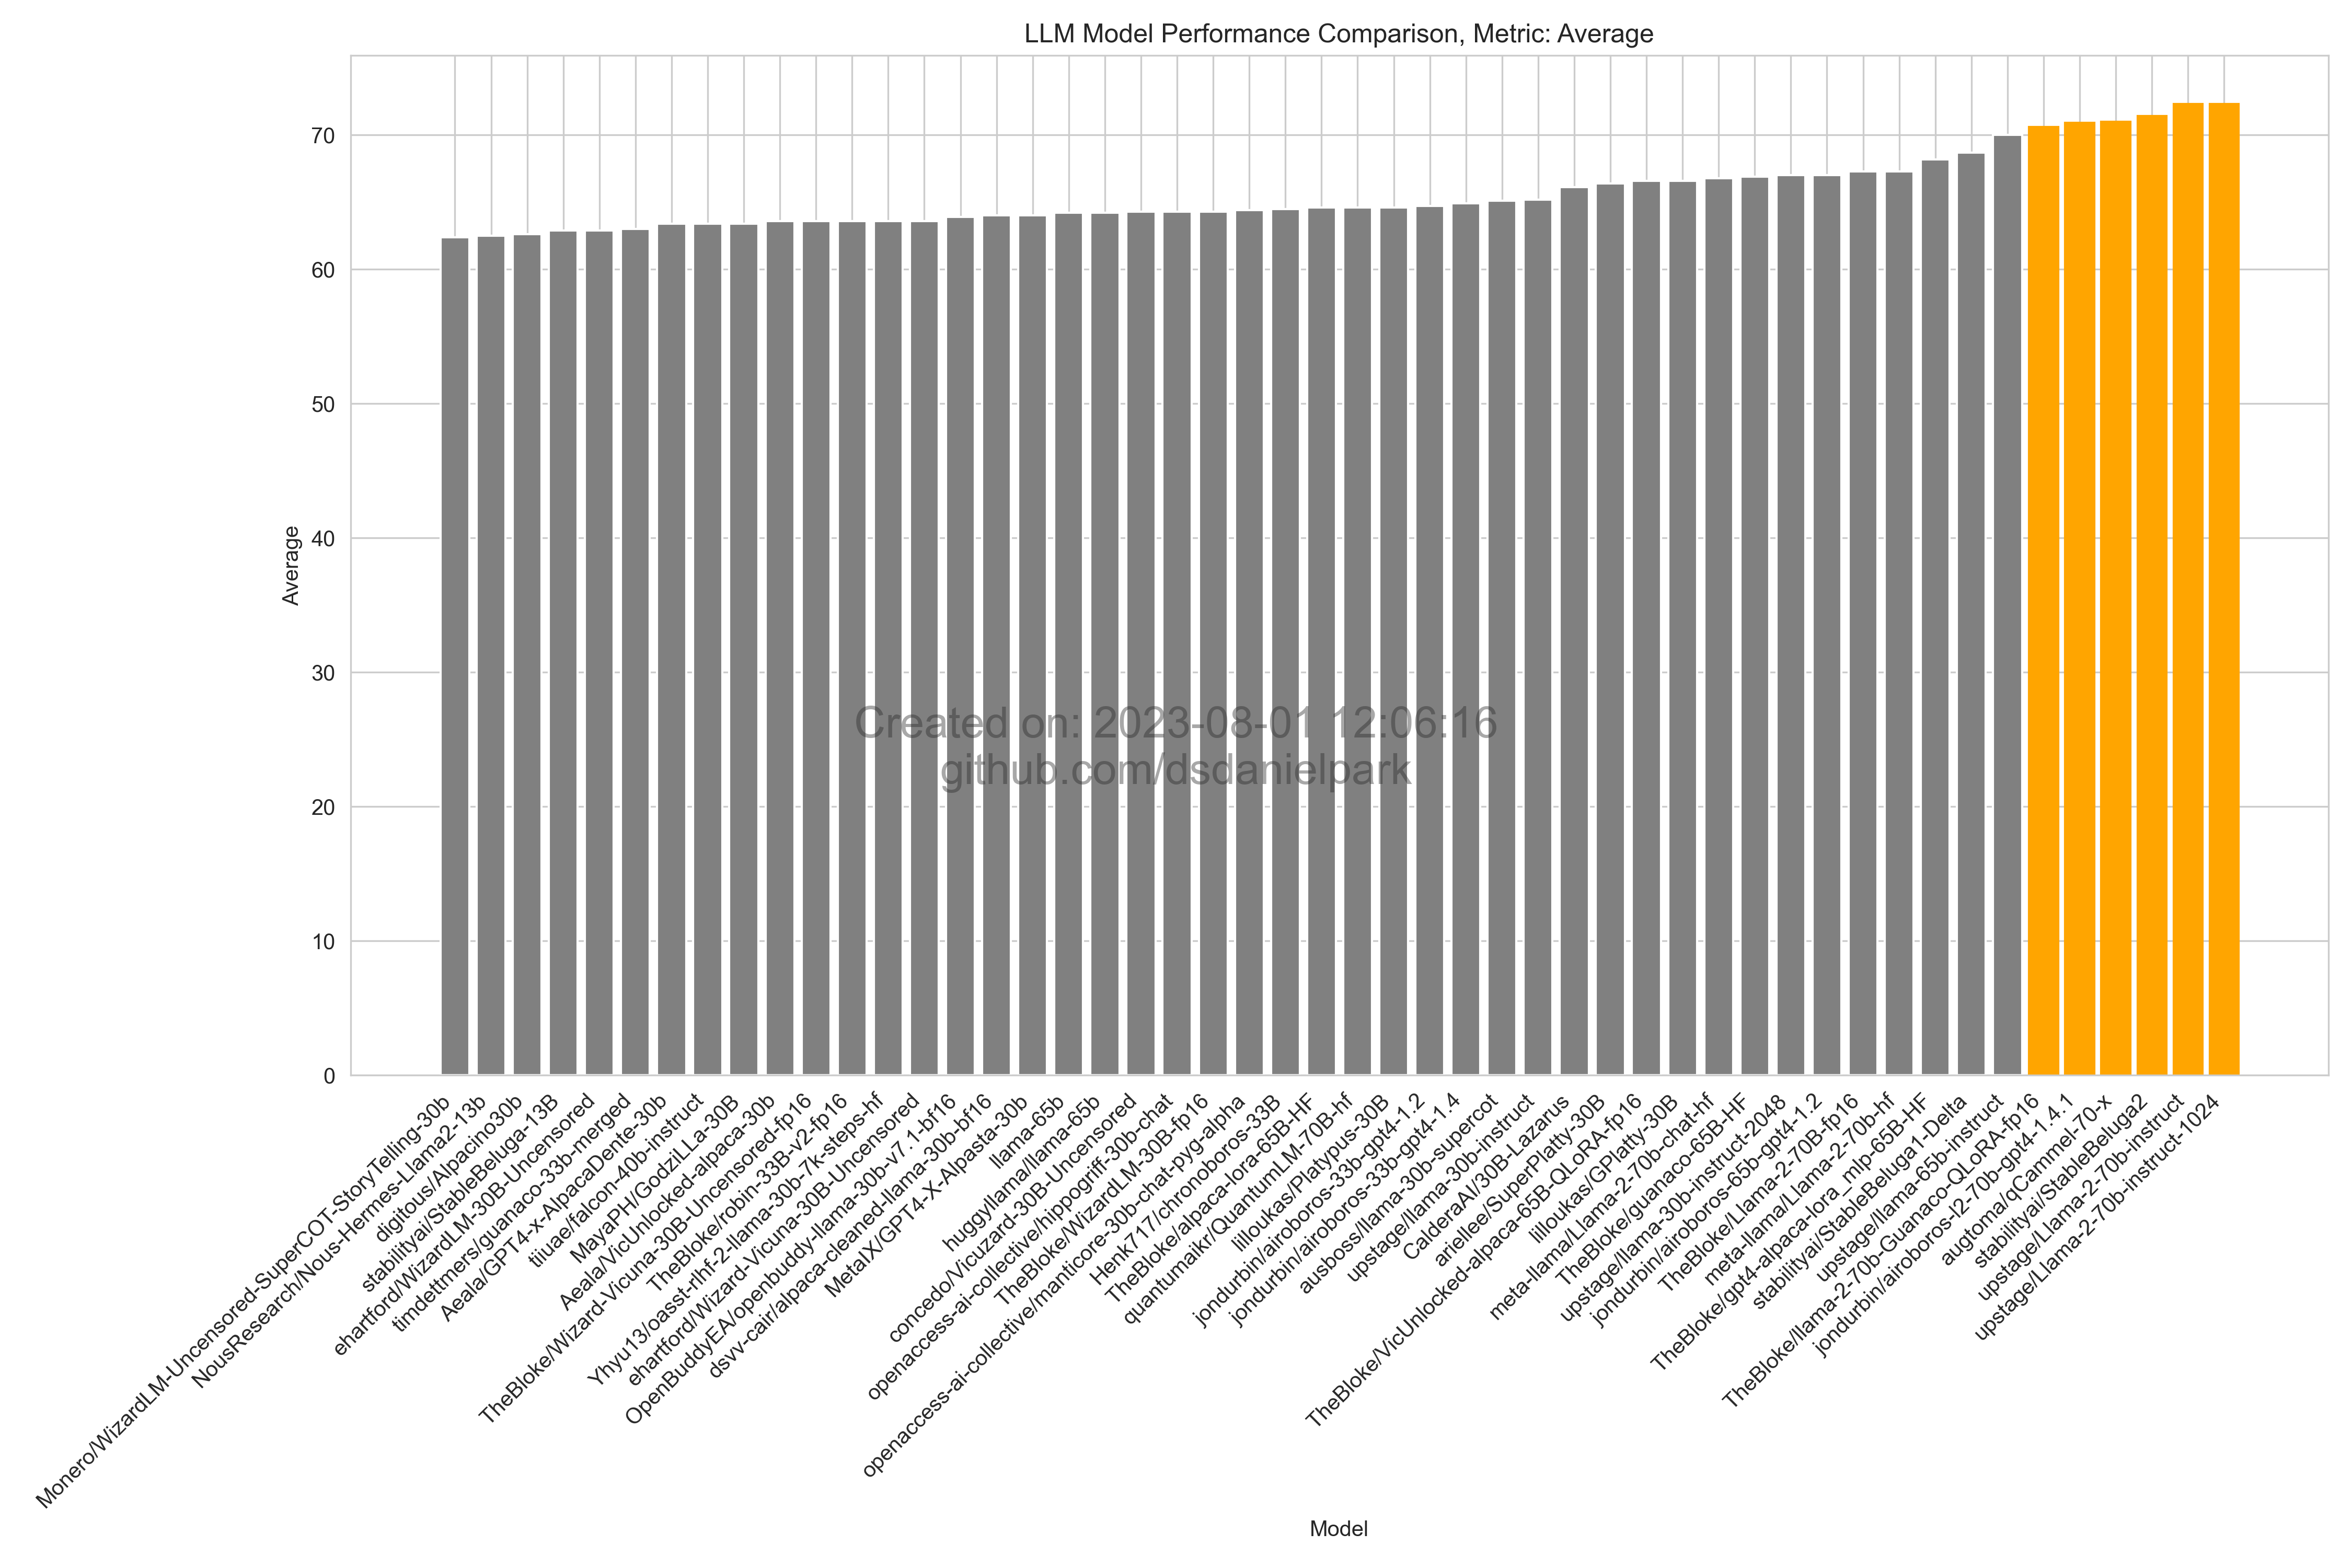 LLM Model Performance Comparison, Metric: Average
Average
70
60
50
40
30
20
10
0
Created on: 2023-08-01 12:06:16
github.com/dsdanielpark
Monero/WizardLM-Uncensored-SuperCOT-StoryTelling-30b
NousResearch/Nous-Hermes-Llama2-13b
digitous/Alpacino30b
stabilityai/StableBeluga-13B
ehartford/WizardLM-30B-Uncensored
timdettmers/guanaco-33b-merged
Aeala/GPT4-x-AlpacaDente-30b
tiiuae/falcon-40b-instruct
MayaPH/GodziLLa-30B
Aeala/VicUnlocked-alpaca-30b
TheBloke/Wizard-Vicuna-30B-Uncensored-fp16
TheBloke/robin-33B-v2-fp16
Yhyu13/oasst-rlhf-2-llama-30b-7k-steps-hf
ehartford/Wizard-Vicuna-30B-Uncensored
OpenBuddyEA/openbuddy-llama-30b-v7.1-bf16
dsvv-cair/alpaca-cleaned-llama-30b-bf16
MetaIX/GPT4-X-Alpasta-30b
llama-65b
huggyllama/llama-65b
concedo/Vicuzard-30B-Uncensored
openaccess-ai-collective/hippogriff-30b-chat
TheBloke/WizardLM-30B-fp16
openaccess-ai-collective/manticore-30b-chat-pyg-alpha
Henk717/chronoboros-33B
TheBloke/alpaca-lora-65B-HF
quantumaikr/QuantumLM-70B-hf
lilloukas/Platypus-30B
jondurbin/airoboros-33b-gpt4-1.2
jondurbin/airoboros-33b-gpt4-1.4
ausboss/llama-30b-supercot
upstage/llama-30b-instruct
CalderaAI/30B-Lazarus
ariellee/SuperPlatty-30B
TheBloke/VicUnlocked-alpaca-65B-QLoRA-fp16
lilloukas/GPlatty-30B
meta-llama/Llama-2-70b-chat-hf
TheBloke/guanaco-65B-HF
upstage/llama-30b-instruct-2048
jondurbin/airoboros-65b-gpt4-1.2
TheBloke/Llama-2-70B-fp16
meta-llama/Llama-2-70b-hf
TheBloke/gpt4-alpaca-lora_mlp-65B-HF
stabilityai/StableBeluga1-Delta
upstage/llama-65b-instruct
TheBloke/llama-2-70b-Guanaco-QLoRA-fp16
jondurbin/airoboros-l2-70b-gpt4-1.4.1
augtoma/qCammel-70-x
stabilityai/StableBeluga2
upstage/Llama-2-70b-instruct
upstage/Llama-2-70b-instruct-1024
Model